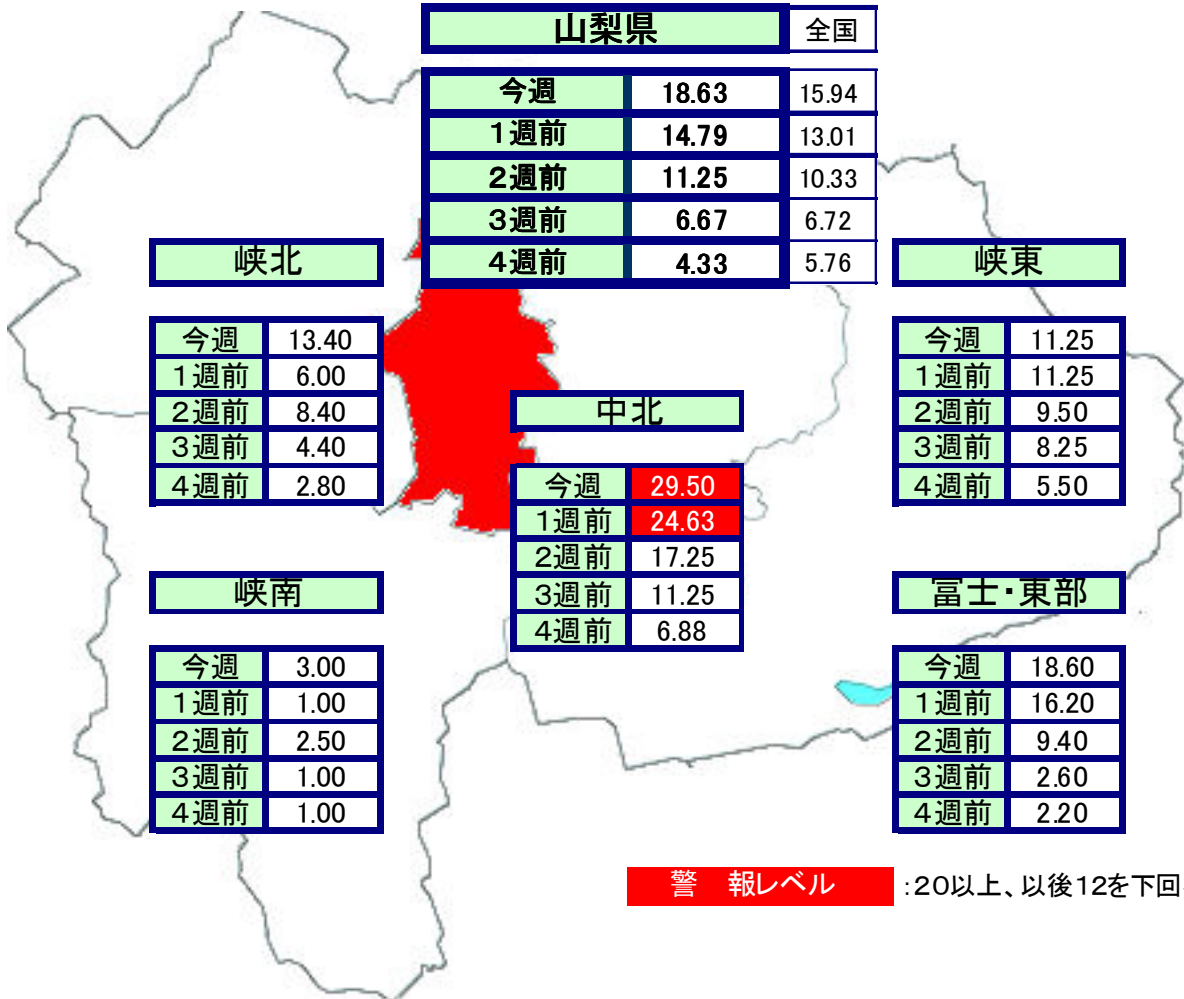 山梨県 全国
今週 18.63 15.94
1週前 14.79 13.01
2週前 11.25 10.33
3週前 6.67 6.72
4週前 4.33 5.76
峡北
今週 13.40
1週前 6.00
2週前 8.40
3週前 4.40
4週前 2.80
峡東
今週 11.25
1週前 11.25
2週前 9.50
3週前 8.25
4週前 5.50
中北
今週 29.50
1週前 24.63
2週前 17.25
3週前 11.25
4週前 6.88
峡南
今週 3.00
1週前 1.00
2週前 2.50
3週前 1.00
4週前 1.00
富士・東部
今週 18.60
1週前 16.20
2週前 9.40
3週前 2.60
4週前 2.20
警 報レベル :20以上、以後12を下回